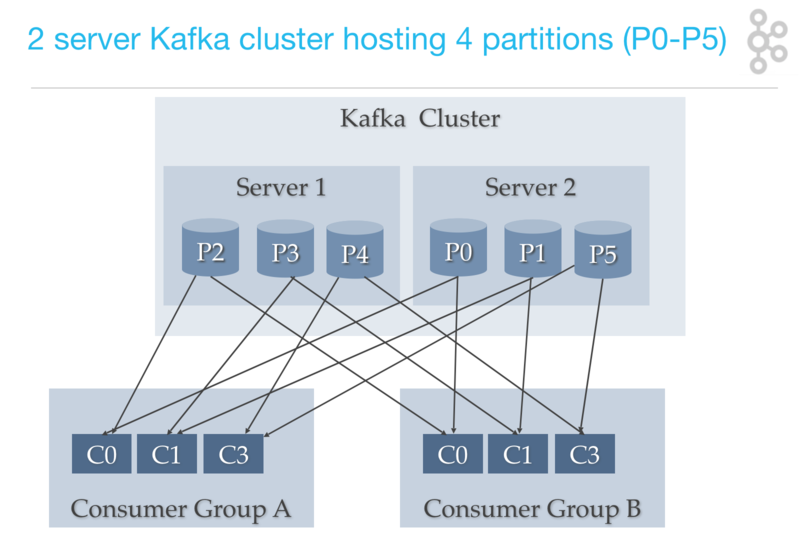 2 server Kafka cluster hosting 4 partitions (P0-P5)
Kafka Cluster
Server 1
Server 2
P2 P3 P4 P0 P1 P5
C0 C1 C3
Consumer Group A
C0 C1 C3
Consumer Group B